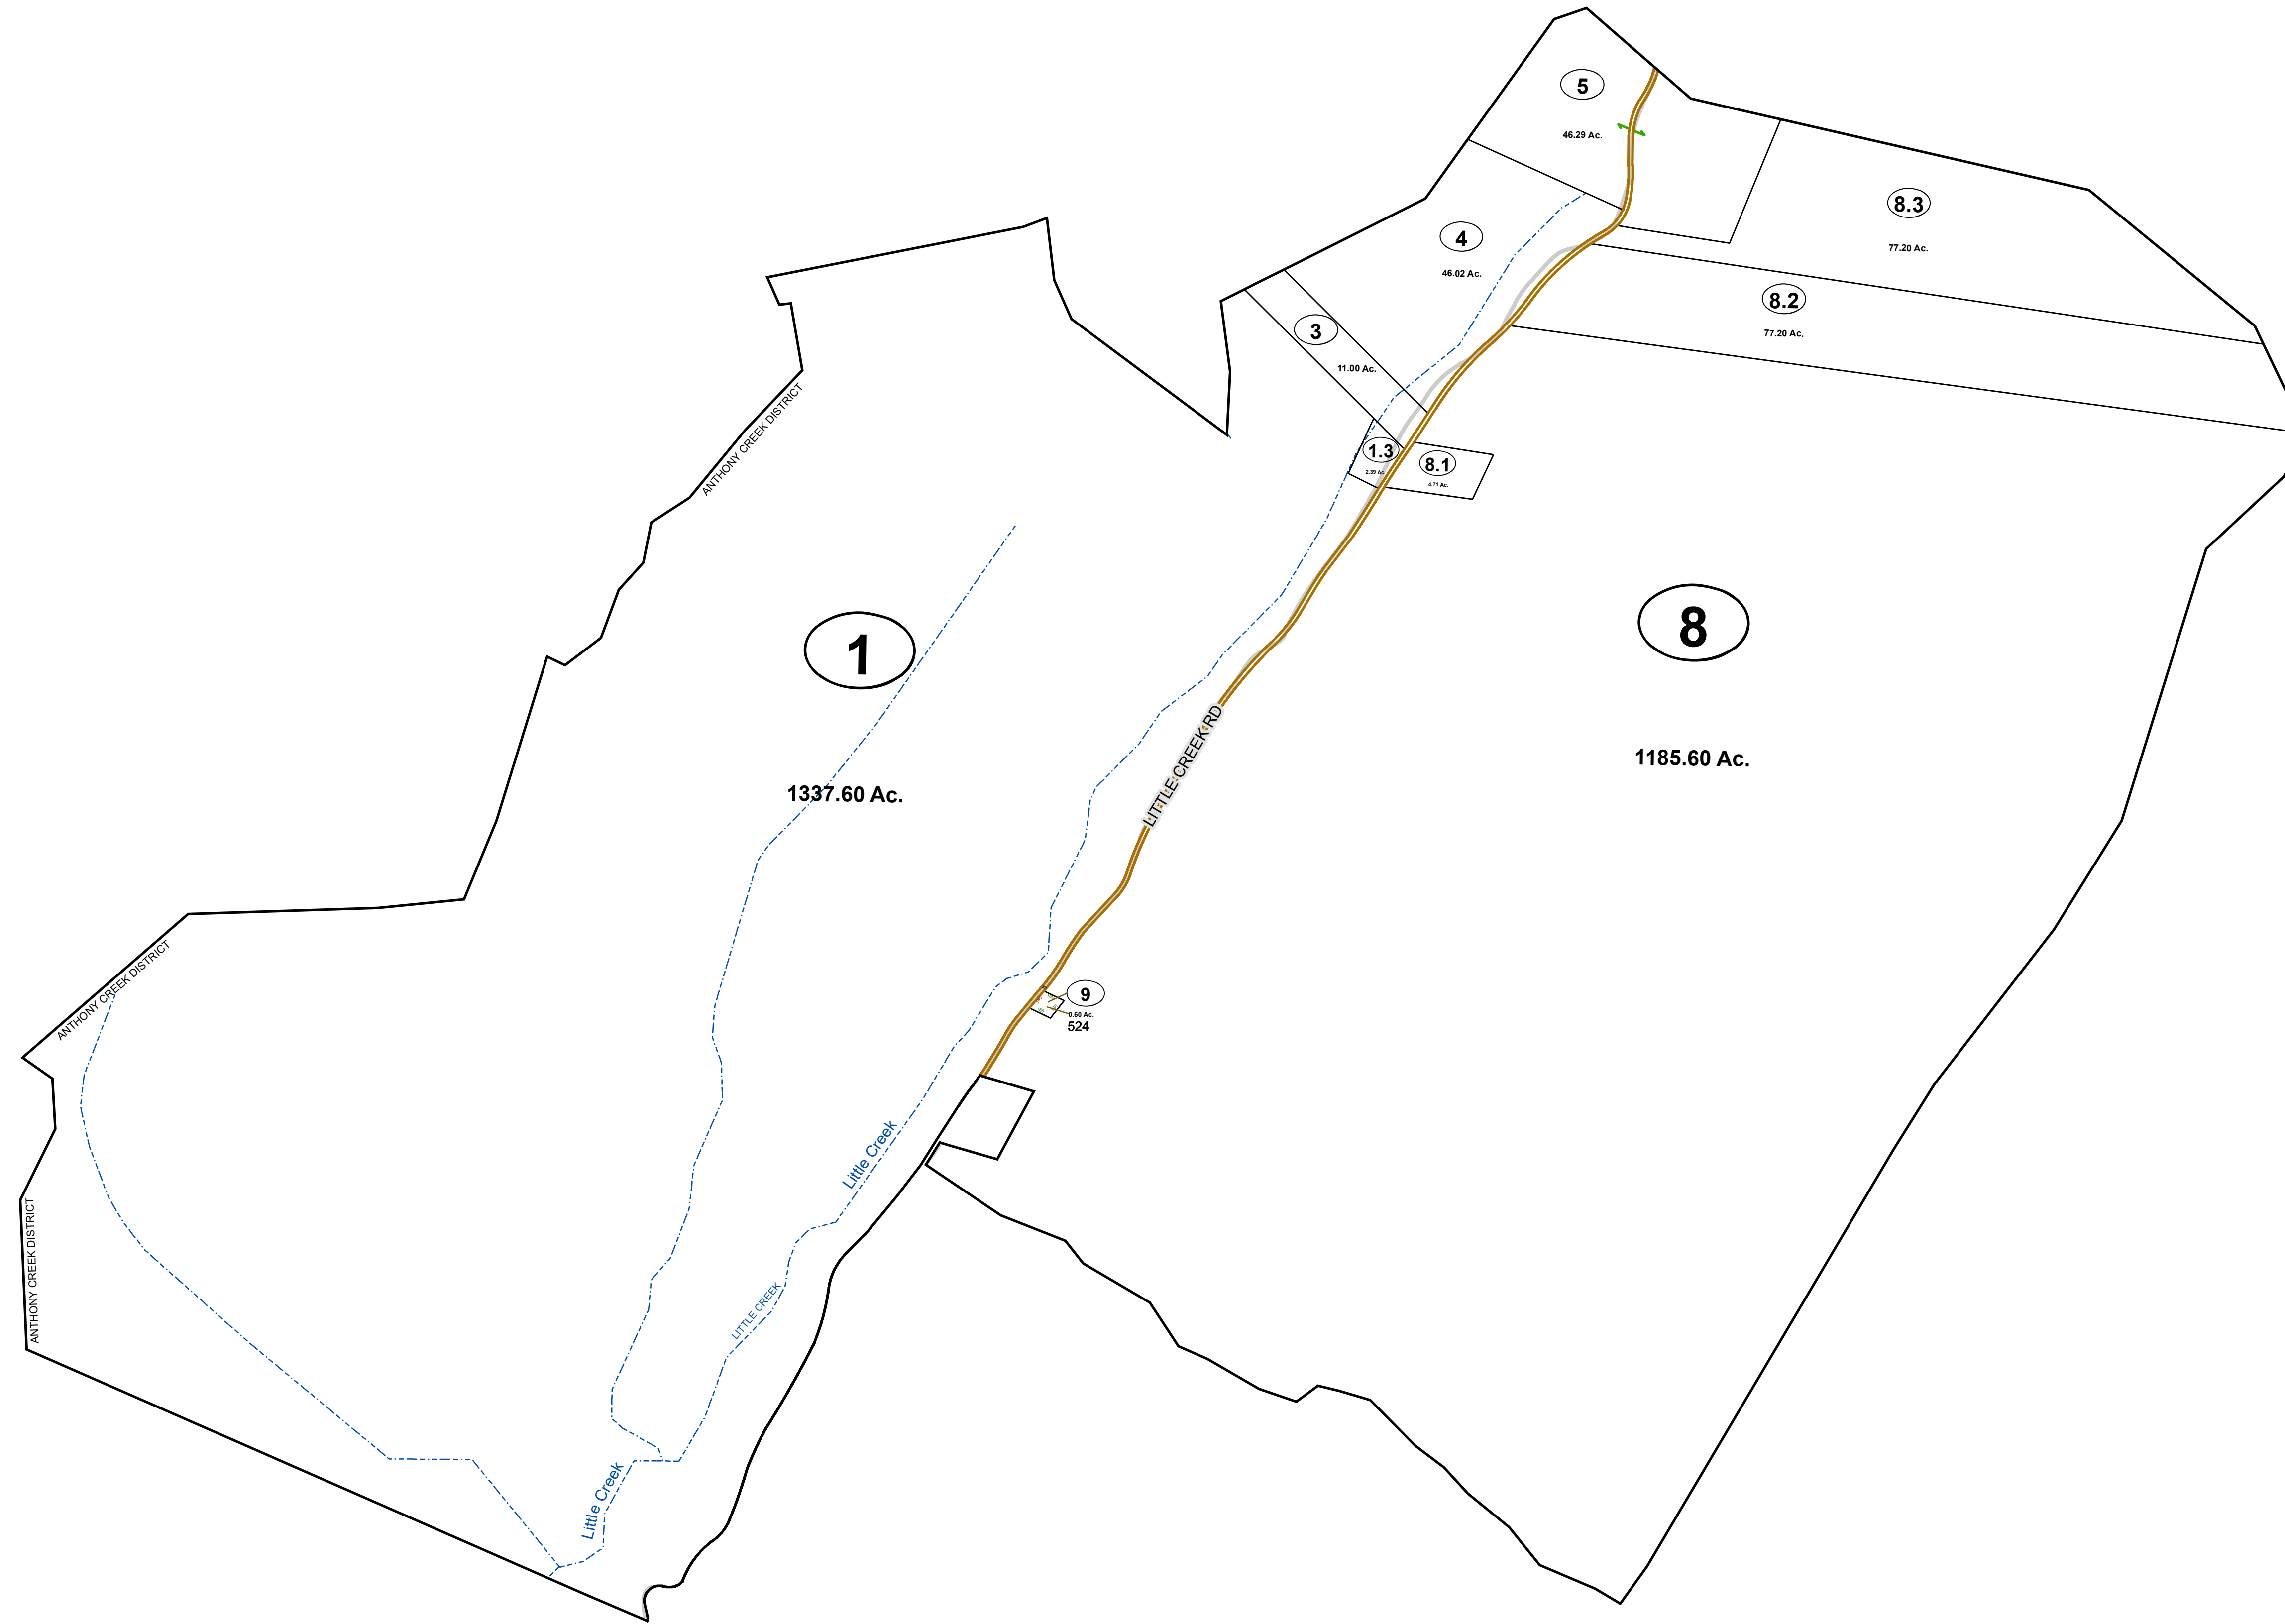 5
46.29 Ac.
8.3
77.20 Ac.
4
46.02 Ac.
8.2
77.20 Ac.
3
11.00 Ac.
ANTHONY CREEK DISTRICT
1.3
2.39 Ac.
8.1
4.71 Ac.
1
1337.60 Ac.
8
1185.60 Ac.
LITTLE CREEK RD
ANTHONY CREEK DISTRICT
9
0.60 Ac.
524
Little Creek
ANTHONY CREEK DISTRICT
LITTLE CREEK
Little Creek